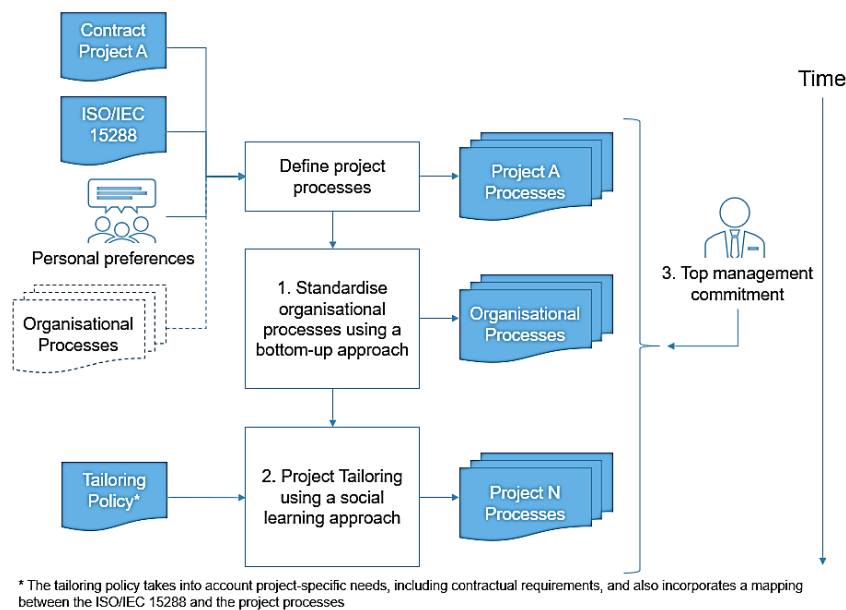 Contract
Project A
Time
ISO/IEC
15288
Define project
processes
Project A
Processes
Personal preferences
3. Top management
commitment
1. Standardise
organisational
processes using a
bottom-up approach
Organisational
Processes
Organisational
Processes
Tailoring
Policy*
2. Project Tailoring
using a social
learning approach
Project N
Processes
* The tailoring policy takes into account project-specific needs, including contractual requirements, and also incorporates a mapping
between the ISO/IEC 15288 and the project processes